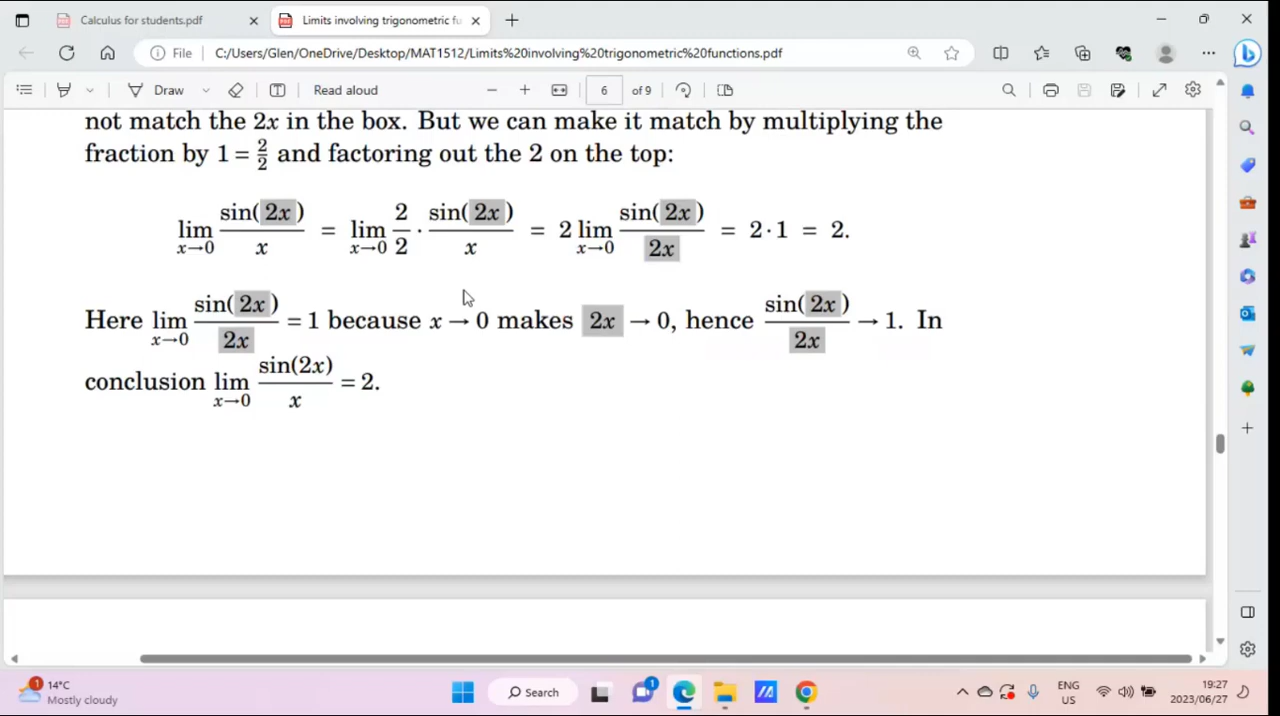 Calculus for students.pdf
Limits involving trigonometric fu
File C:/Users/Glen/OneDrive/Desktop/MAT1512/Limits%20involving%20trigonometric%20functions.pdf
Draw Read aloud 6 of 9
not match the 2x in the box. But we can make it match by multiplying the
fraction by 1 = 2/2 and factoring out the 2 on the top:
lim x→0 sin(2x)/x = lim x→0 2/2 · sin(2x)/x = 2 lim x→0 sin(2x)/2x = 2·1 = 2.
Here lim x→0 sin(2x)/2x = 1 because x → 0 makes 2x → 0, hence sin(2x)/2x → 1. In
conclusion lim x→0 sin(2x)/x = 2.
1
14°C
Mostly cloudy
Search
1
ENG
US
19:27
2023/06/27